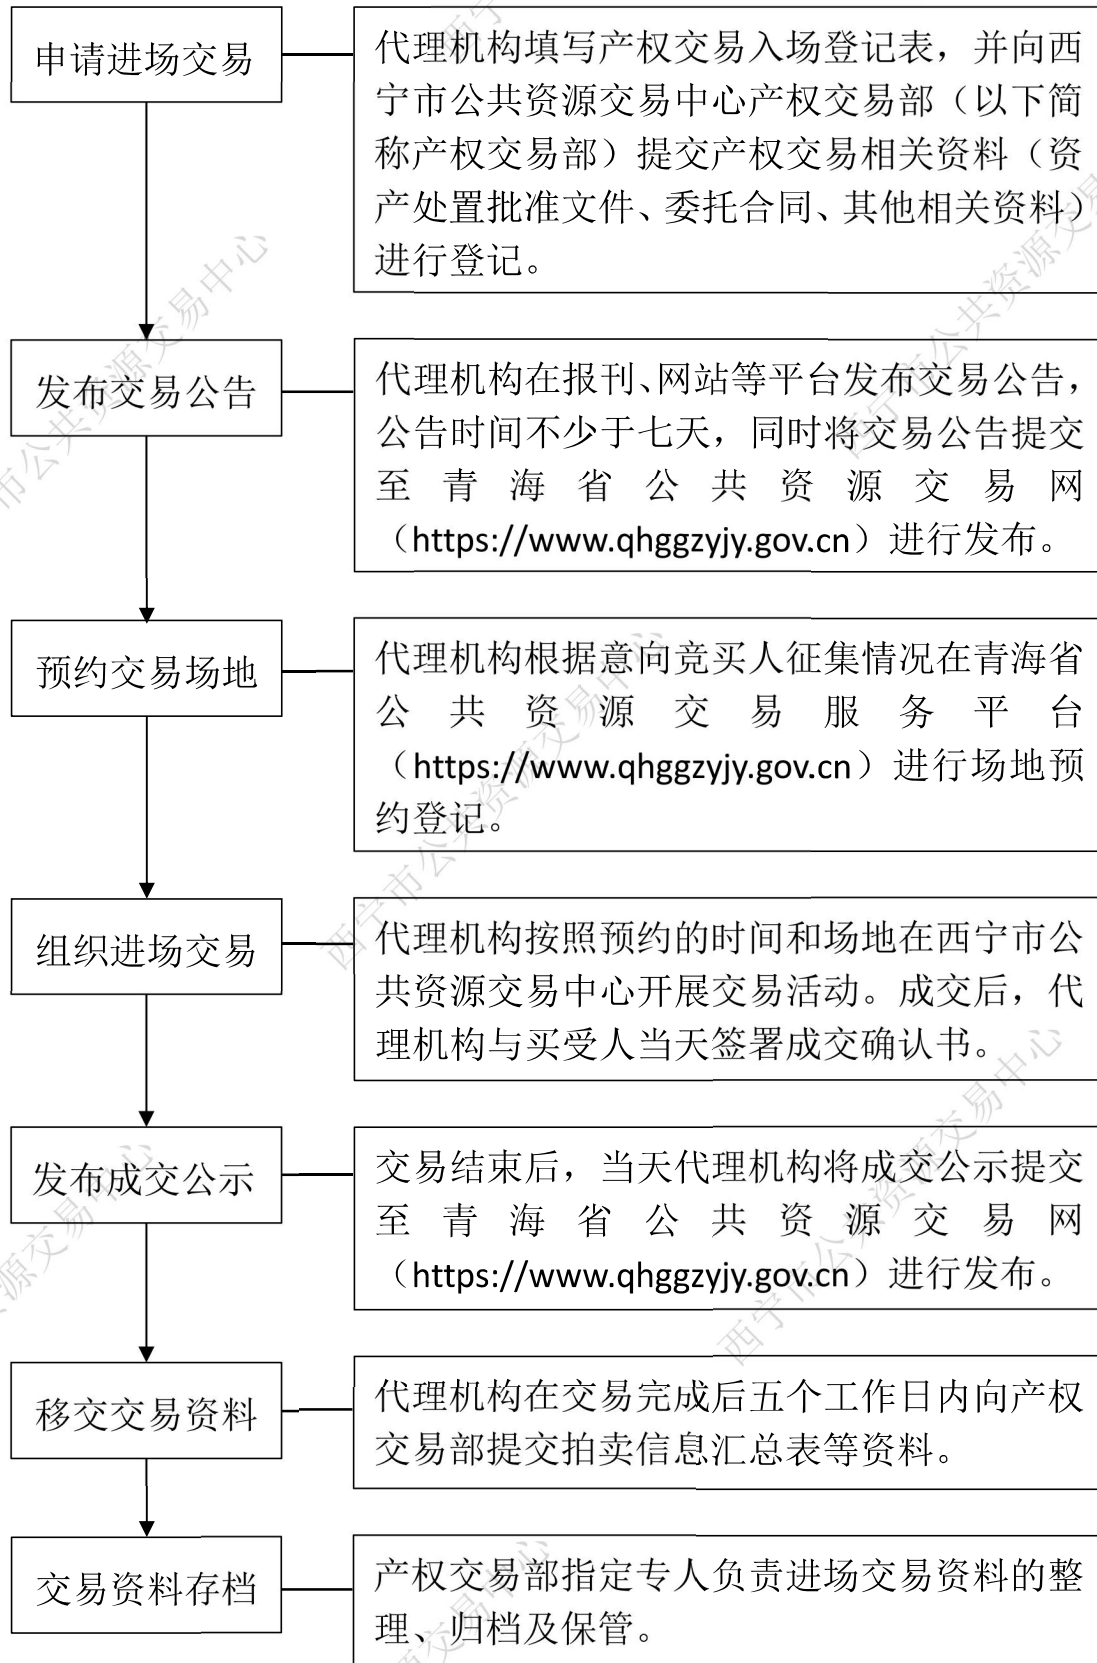 申请进场交易
代理机构填写产权交易入场登记表，并向西
宁市公共资源交易中心产权交易部（以下简
称产权交易部）提交产权交易相关资料（资
产处置批准文件、委托合同、其他相关资料）
进行登记。
发布交易公告
代理机构在报刊、网站等平台发布交易公告，
公告时间不少于七天，同时将交易公告提交
至青海省公共资源交易网
（https://www.qhggzyjy.gov.cn）进行发布。
预约交易场地
代理机构根据意向竞买人征集情况在青海省
公共资源交易服务平台
（https://www.qhggzyjy.gov.cn）进行场地预
约登记。
组织进场交易
代理机构按照预约的时间和场地在西宁市公
共资源交易中心开展交易活动。成交后，代
理机构与买受人当天签署成交确认书。
发布成交公示
交易结束后，当天代理机构将成交公示提交
至青海省公共资源交易网
（https://www.qhggzyjy.gov.cn）进行发布。
移交交易资料
代理机构在交易完成后五个工作日内向产权
交易部提交拍卖信息汇总表等资料。
交易资料存档
产权交易部指定专人负责进场交易资料的整
理、归档及保管。
西宁市公共资源交易中心